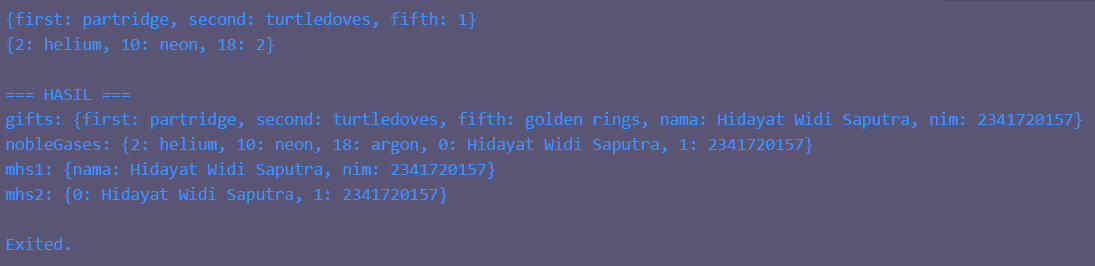 {first: partridge, second: turtledoves, fifth: 1}
{2: helium, 10: neon, 18: 2}
=== HASIL ===
gifts: {first: partridge, second: turtledoves, fifth: golden rings, nama: Hidayat Widi Saputra, nim: 2341720157}
nobleGases: {2: helium, 10: neon, 18: argon, 0: Hidayat Widi Saputra, 1: 2341720157}
mhs1: {nama: Hidayat Widi Saputra, nim: 2341720157}
mhs2: {0: Hidayat Widi Saputra, 1: 2341720157}
Exited.